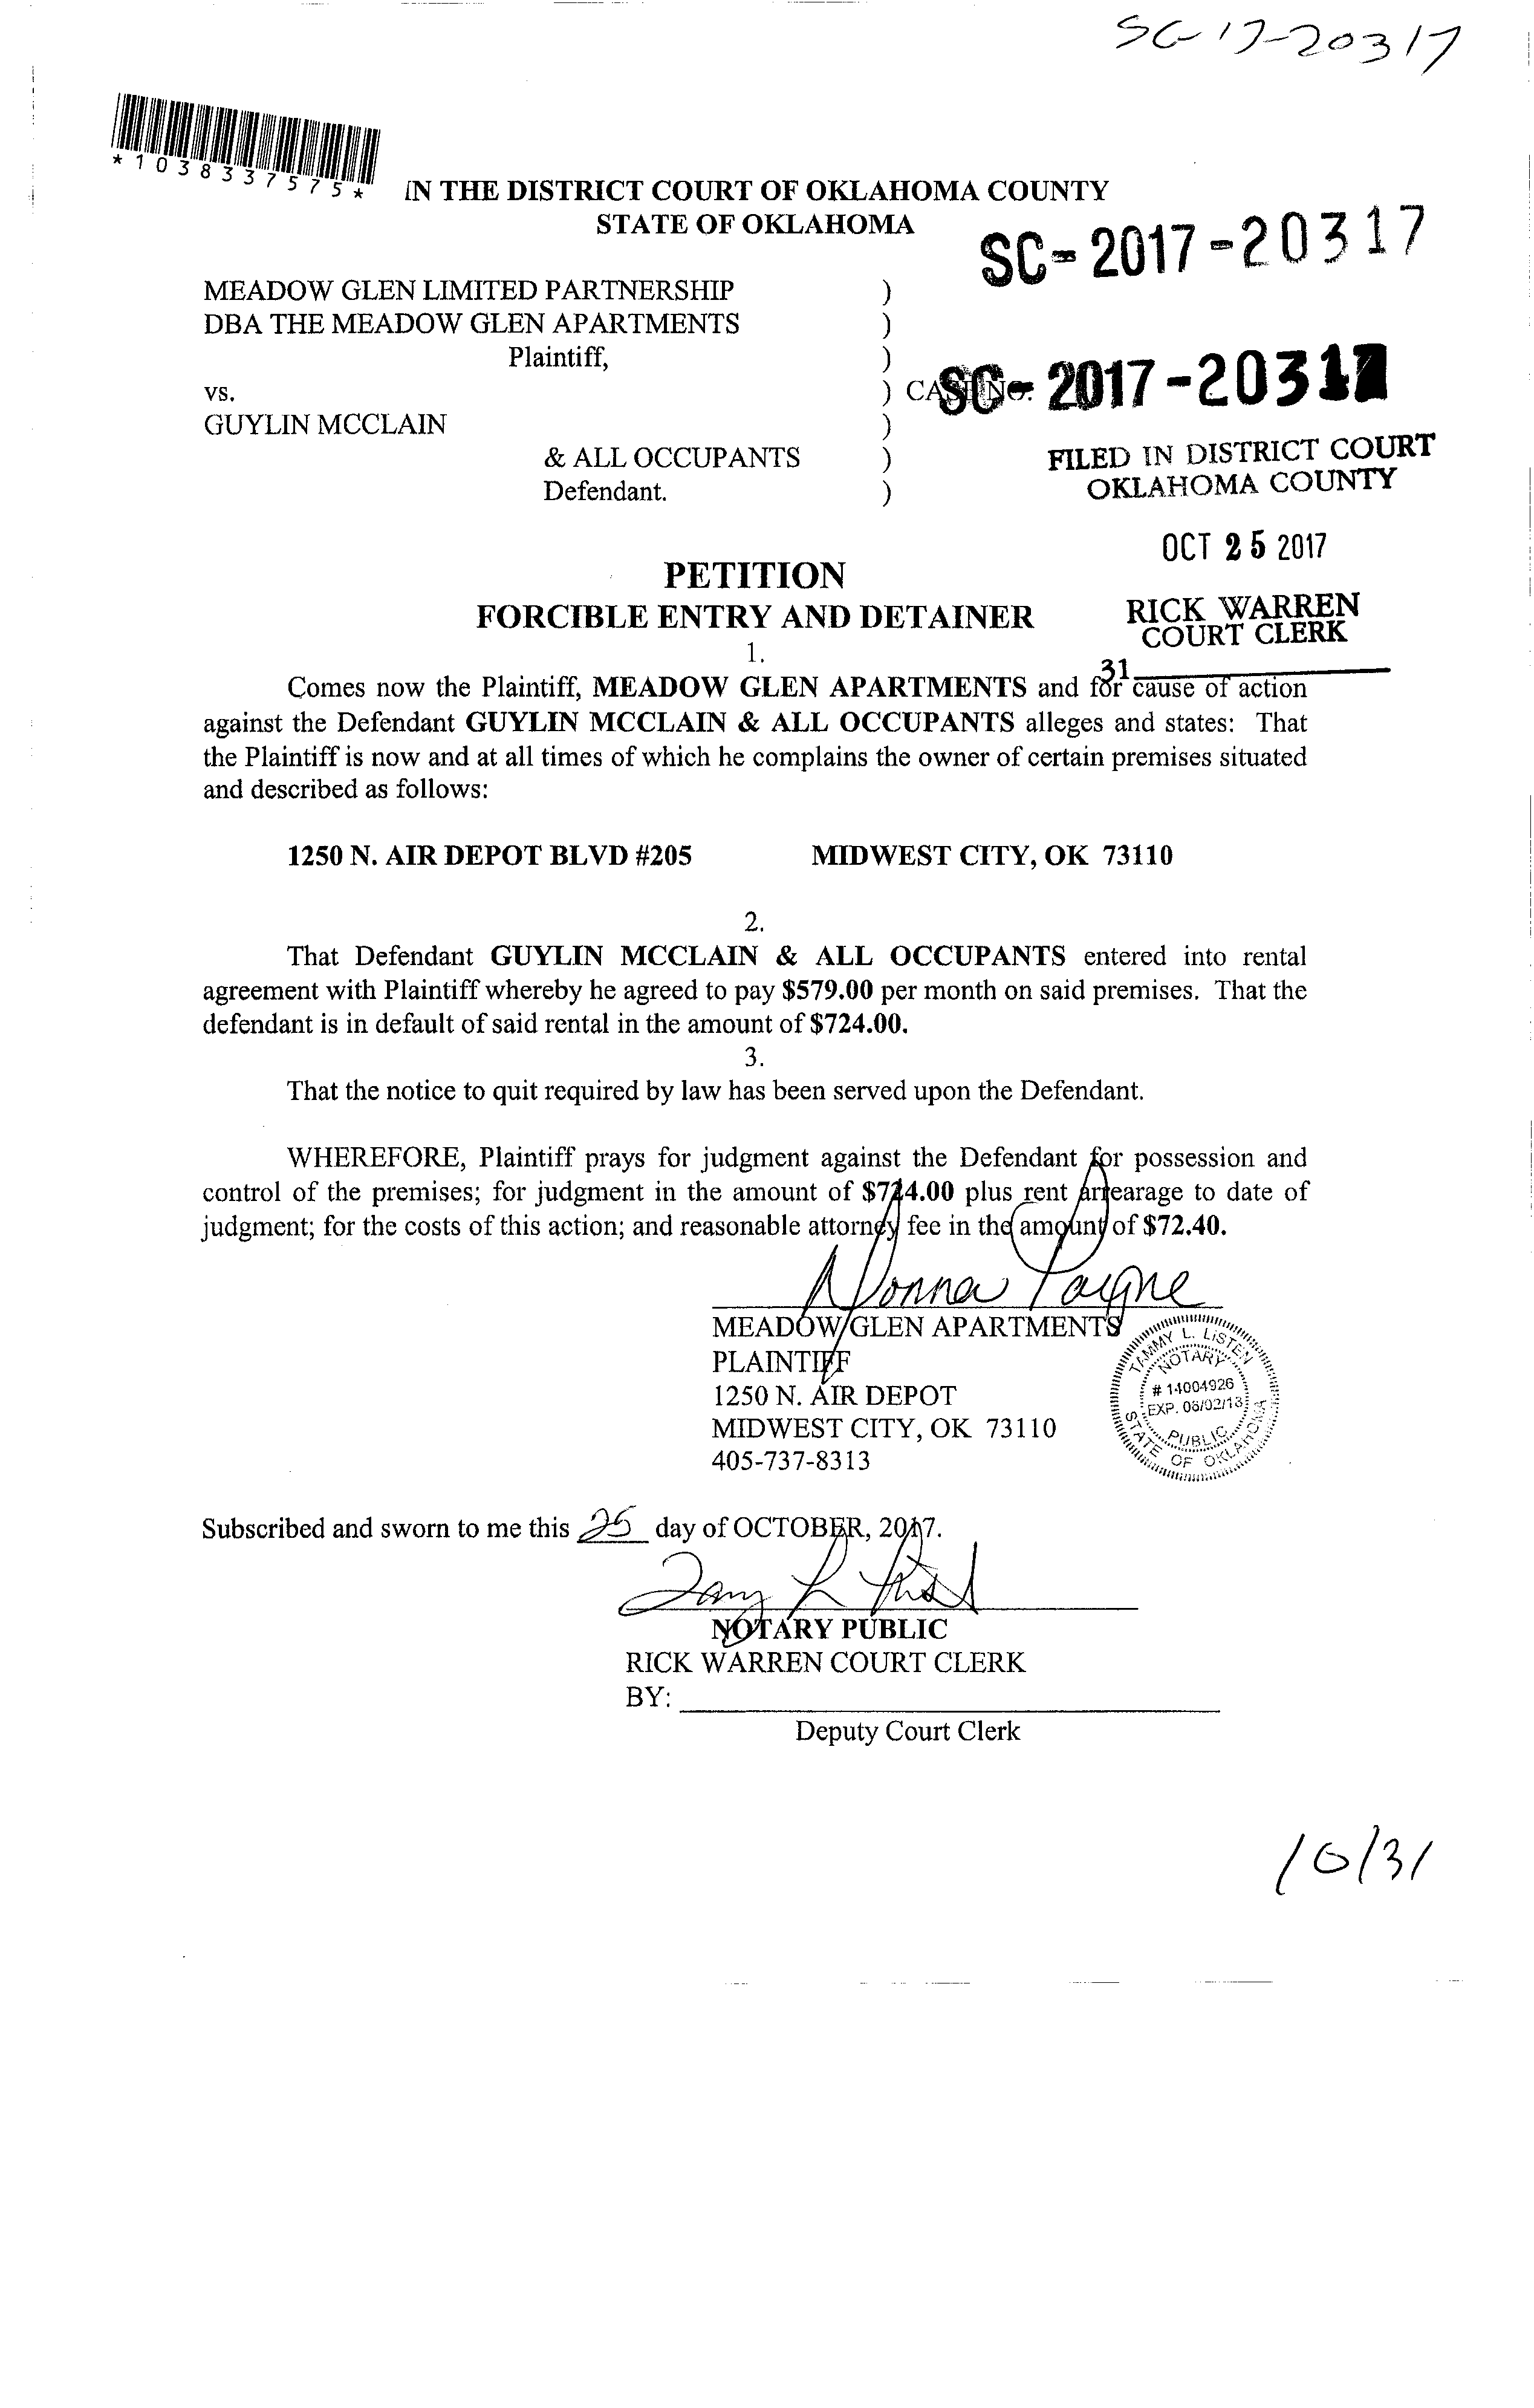 SC-17-20317
*1038337575*
IN THE DISTRICT COURT OF OKLAHOMA COUNTY
STATE OF OKLAHOMA
SC-2017-20317
MEADOW GLEN LIMITED PARTNERSHIP )
DBA THE MEADOW GLEN APARTMENTS )
Plaintiff, )
vs. ) CASE NO. SC-2017-20317
GUYLIN MCCLAIN )
& ALL OCCUPANTS )
Defendant. )
FILED IN DISTRICT COURT
OKLAHOMA COUNTY
OCT 25 2017
PETITION
FORCIBLE ENTRY AND DETAINER
RICK WARREN
COURT CLERK
31
1.
Comes now the Plaintiff, MEADOW GLEN APARTMENTS and for cause of action
against the Defendant GUYLIN MCCLAIN & ALL OCCUPANTS alleges and states: That
the Plaintiff is now and at all times of which he complains the owner of certain premises situated
and described as follows:
1250 N. AIR DEPOT BLVD #205 MIDWEST CITY, OK 73110
2.
That Defendant GUYLIN MCCLAIN & ALL OCCUPANTS entered into rental
agreement with Plaintiff whereby he agreed to pay $579.00 per month on said premises. That the
defendant is in default of said rental in the amount of $724.00.
3.
That the notice to quit required by law has been served upon the Defendant.
WHEREFORE, Plaintiff prays for judgment against the Defendant for possession and
control of the premises; for judgment in the amount of $724.00 plus rent arrearage to date of
judgment; for the costs of this action; and reasonable attorney fee in the amount of $72.40.
Donna Payne
MEADOW GLEN APARTMENTS
PLAINTIFF
1250 N. AIR DEPOT
MIDWEST CITY, OK 73110
405-737-8313
TAMMY L. LISTEN
NOTARY
# 14004926
EXP. 06/02/18
PUBLIC
STATE OF OKLAHOMA
Subscribed and sworn to me this 25 day of OCTOBER, 2017.
NOTARY PUBLIC
RICK WARREN COURT CLERK
BY:
Deputy Court Clerk
10/31